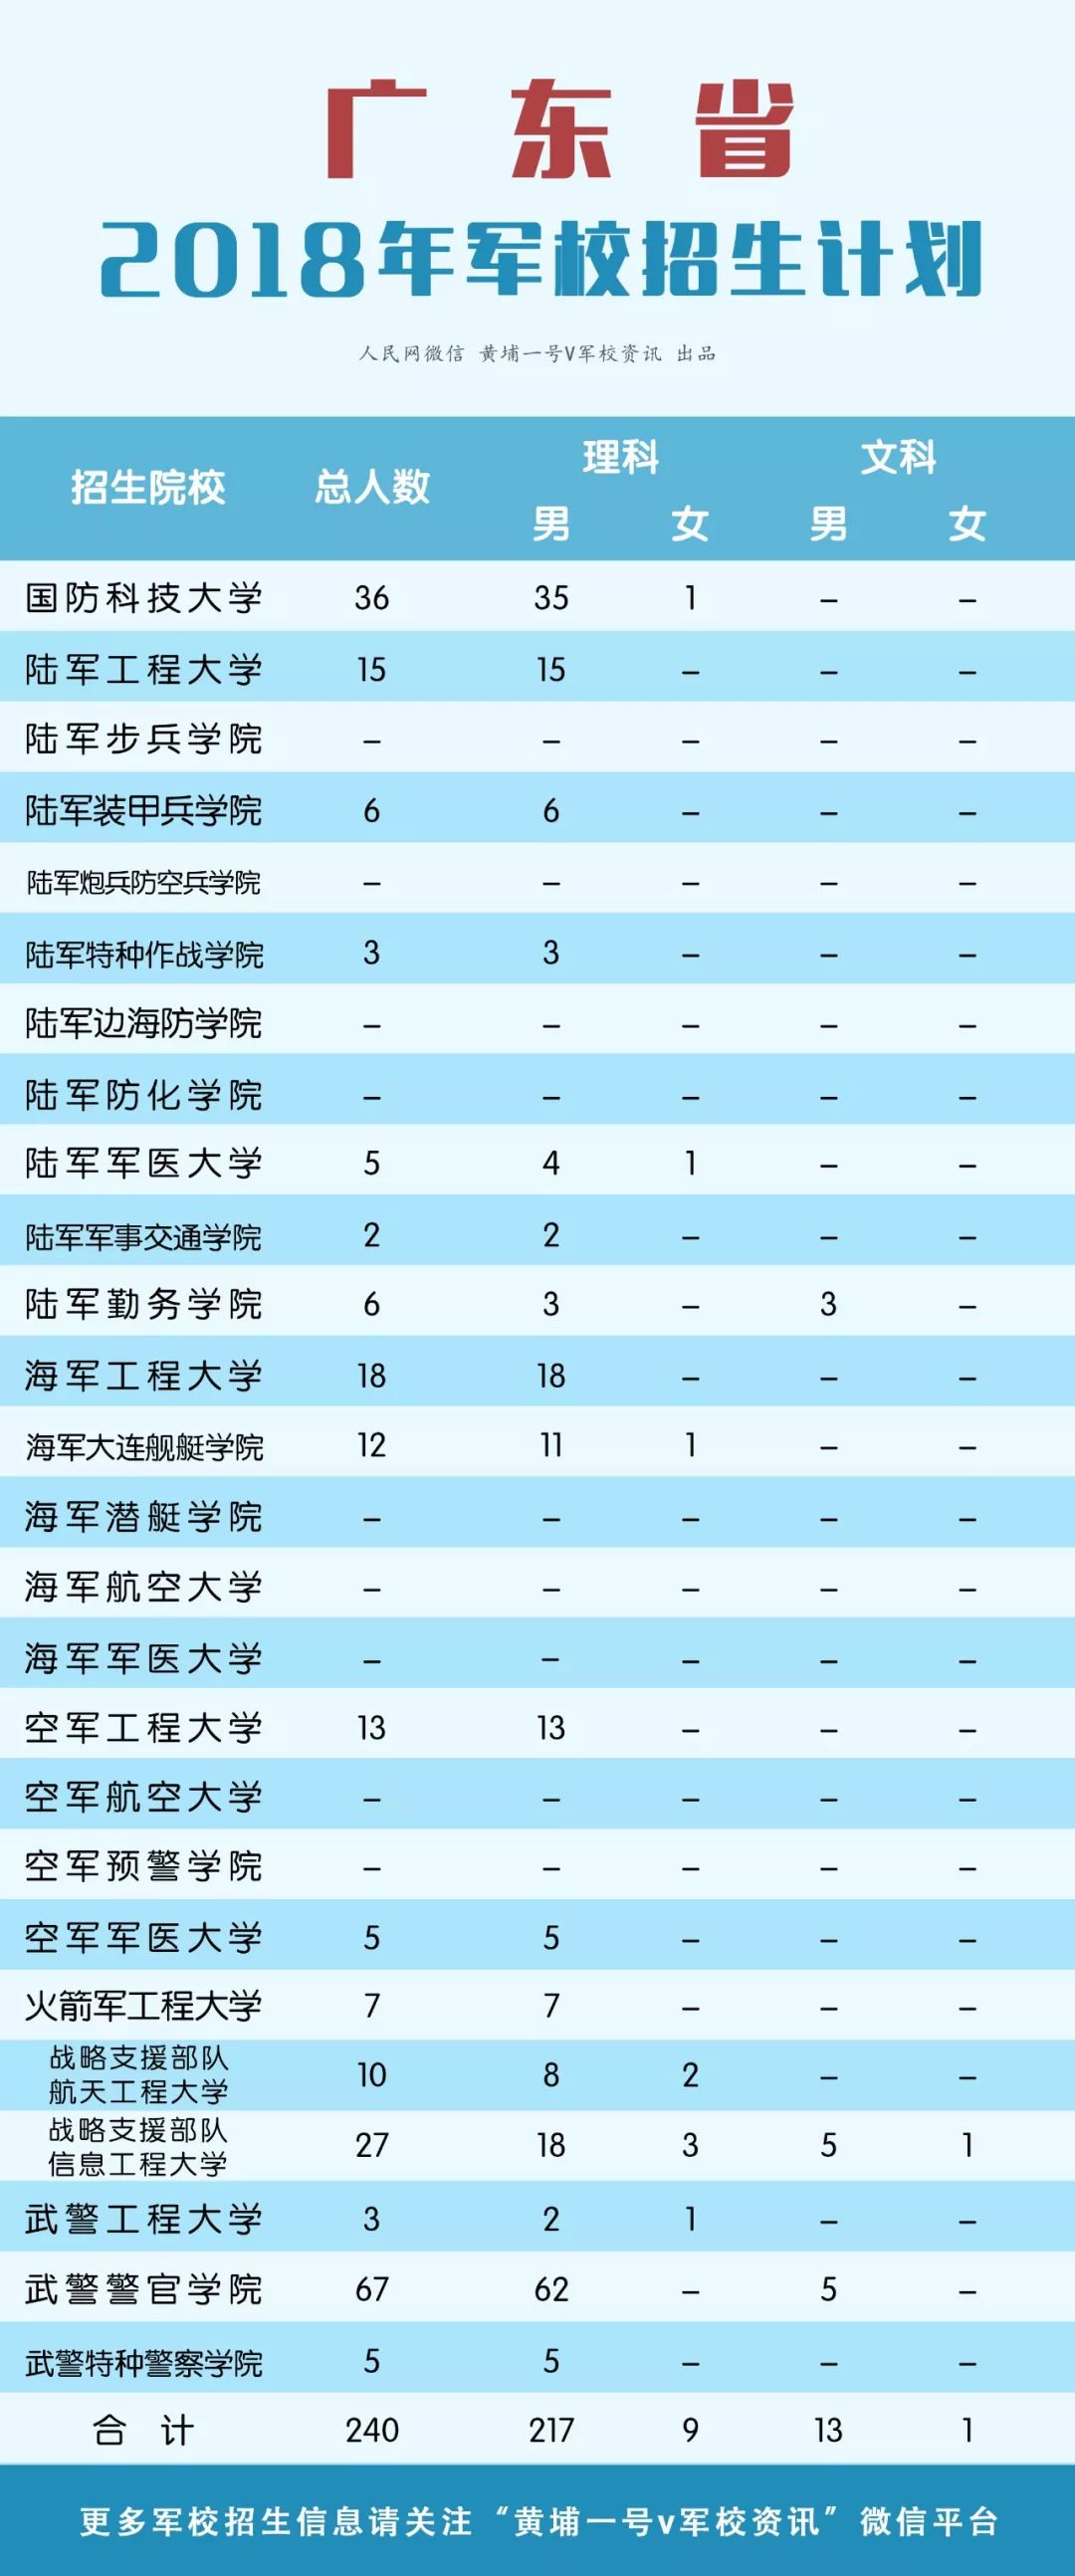 广东省
2018年军校招生计划
人民网微信 黄埔一号V军校资讯 出品
招生院校 总人数 理科 文科
男 女 男 女
国防科技大学 36 35 1 – –
陆军工程大学 15 15 – – –
陆军步兵学院 – – – – –
陆军装甲兵学院 6 6 – – –
陆军炮兵防空兵学院 – – – – –
陆军特种作战学院 3 3 – – –
陆军边海防学院 – – – – –
陆军防化学院 – – – – –
陆军军医大学 5 4 1 – –
陆军军事交通学院 2 2 – – –
陆军勤务学院 6 3 – 3 –
海军工程大学 18 18 – – –
海军大连舰艇学院 12 11 1 – –
海军潜艇学院 – – – – –
海军航空大学 – – – – –
海军军医大学 – – – – –
空军工程大学 13 13 – – –
空军航空大学 – – – – –
空军预警学院 – – – – –
空军军医大学 5 5 – – –
火箭军工程大学 7 7 – – –
战略支援部队
航天工程大学 10 8 2 – –
战略支援部队
信息工程大学 27 18 3 5 1
武警工程大学 3 2 1 – –
武警警官学院 67 62 – 5 –
武警特种警察学院 5 5 – – –
合计 240 217 9 13 1
更多军校招生信息请关注“黄埔一号v军校资讯”微信平台